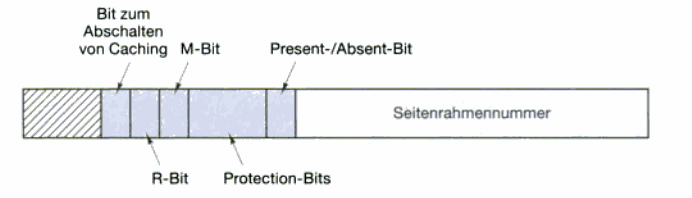 Bit zum
Abschalten
von Caching
M-Bit
Present-/Absent-Bit
Seitenrahmennummer
R-Bit
Protection-Bits